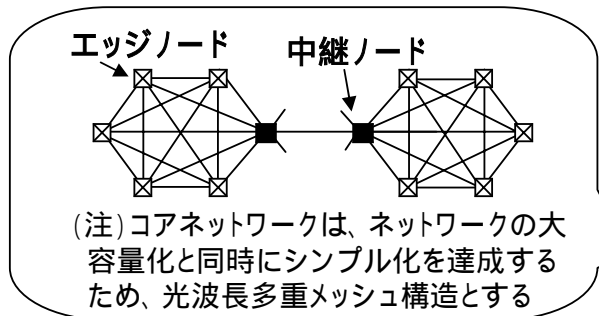 エッジノード
中継ノード
(注)コアネットワークは、ネットワークの大
容量化と同時にシンプル化を達成する
ため、光波長多重メッシュ構造とする